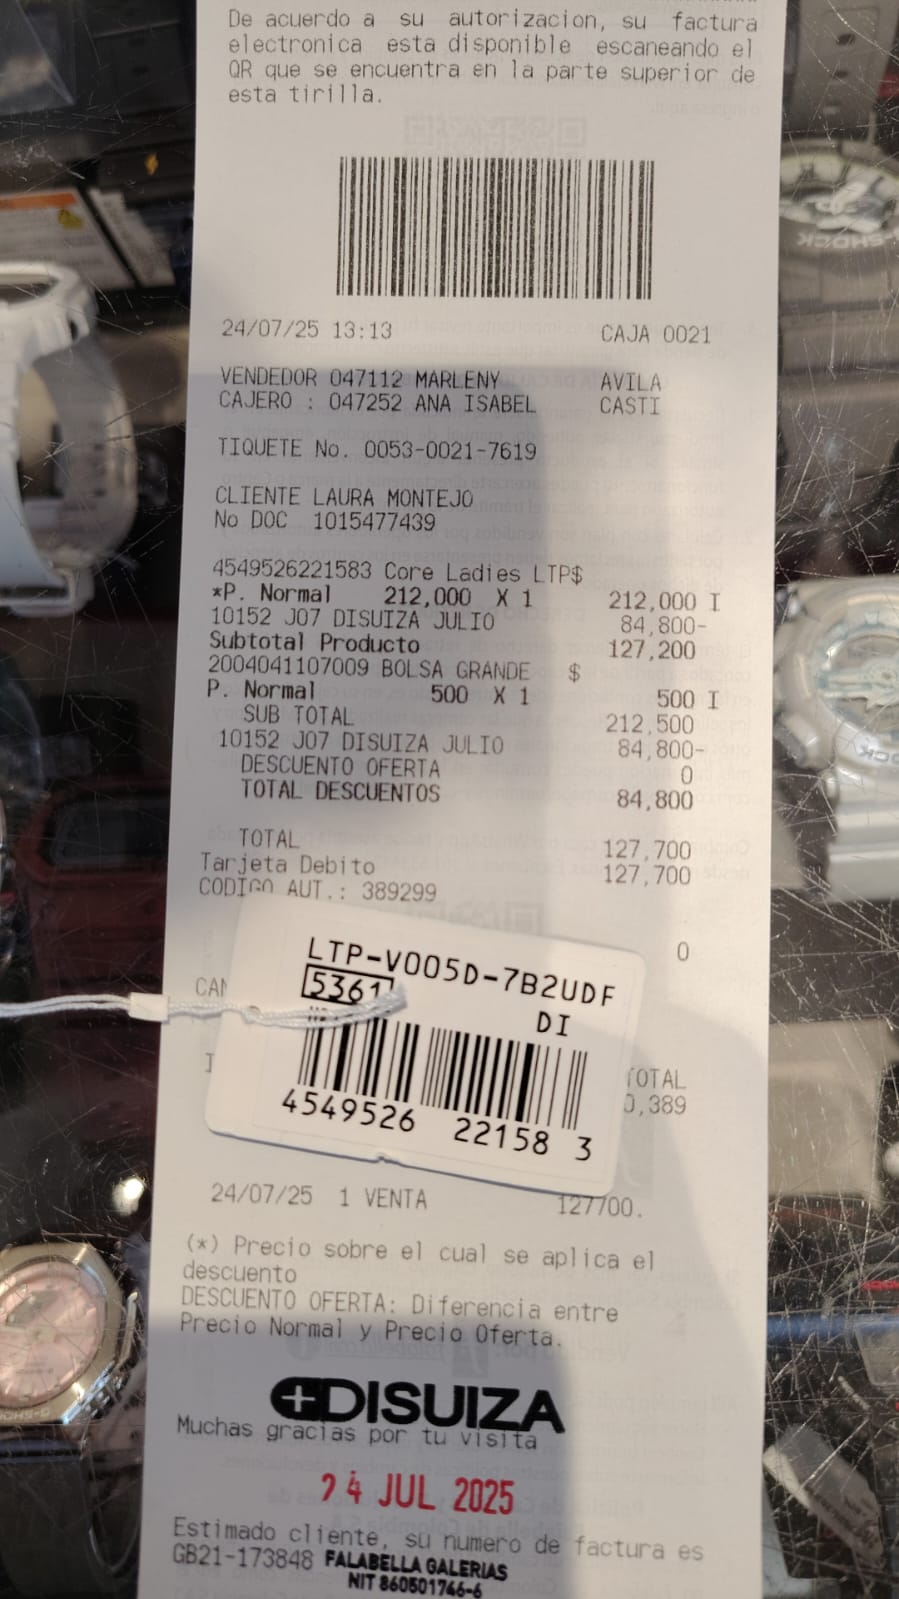 De acuerdo a su autorizacion, su factura
electronica esta disponible escaneando el
QR que se encuentra en la parte superior de
esta tirilla.
24/07/25 13:13 CAJA 0021
VENDEDOR 047112 MARLENY AVILA
CAJERO : 047252 ANA ISABEL CASTI
TIQUETE No. 0053-0021-7619
CLIENTE LAURA MONTEJO
No DOC 1015477439
4549526221583 Core Ladies LTP$
*P. Normal 212,000 X 1 212,000 I
10152 J07 DISUIZA JULIO 84,800-
Subtotal Producto 127,200
2004041107009 BOLSA GRANDE $
P. Normal 500 X 1 500 I
SUB TOTAL 212,500
10152 J07 DISUIZA JULIO 84,800-
DESCUENTO OFERTA 0
TOTAL DESCUENTOS 84,800
TOTAL 127,700
Tarjeta Debito 127,700
CODIGO AUT.: 389299
0
LTP-V005D-7B2UDF
5361
DI
4549526 22158 3
TOTAL
,389
24/07/25 1 VENTA 127700.
(*) Precio sobre el cual se aplica el
descuento
DESCUENTO OFERTA: Diferencia entre
Precio Normal y Precio Oferta.
DISUIZA
Muchas gracias por tu visita
24 JUL 2025
Estimado cliente, su numero de factura es
GB21-173848 FALABELLA GALERIAS
NIT 860501746-6